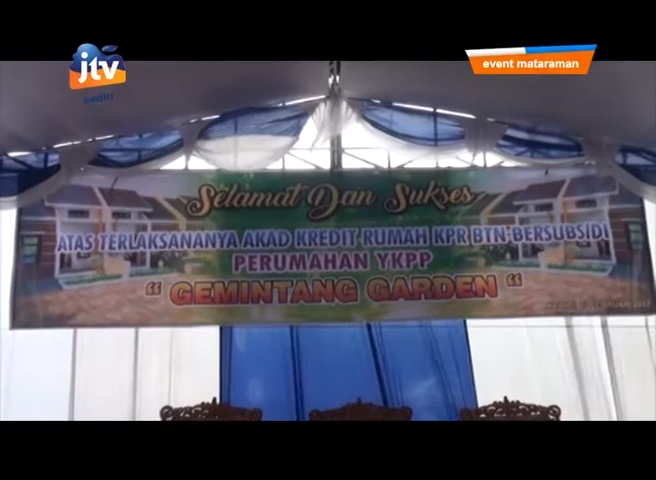 jtv
kediri
event mataraman
Selamat Dan Sukses
ATAS TERLAKSANANYA AKAD KREDIT RUMAH KPR BTN BERSUBSIDI
PERUMAHAN YKPP
“ GEMINTANG GARDEN “